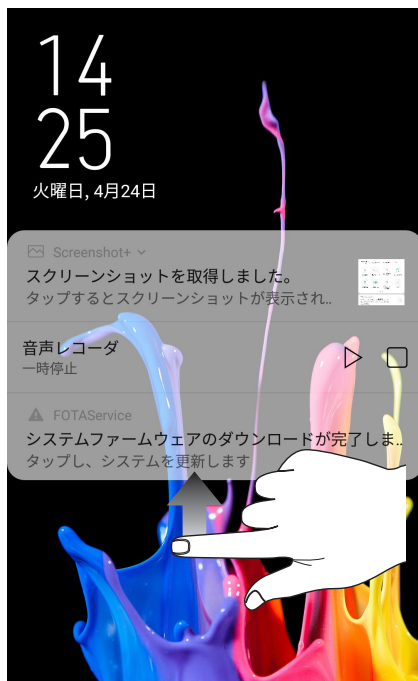 14
25
火曜日, 4月24日
Screenshot+
スクリーンショットを取得しました。
タップするとスクリーンショットが表示され..
音声レコーダ
一時停止
FOTAService
システムファームウェアのダウンロードが完了しま..
タップし、システムを更新します